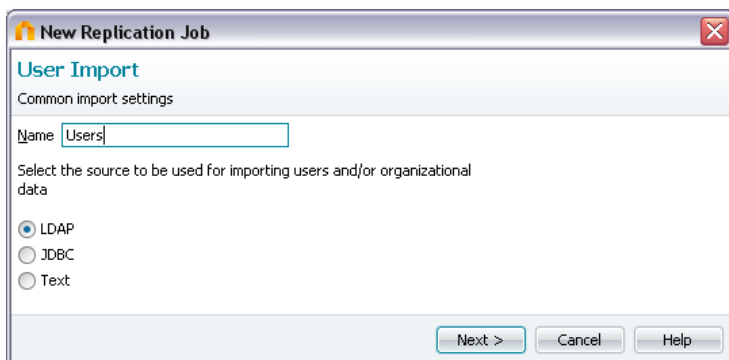 New Replication Job
User Import
Common import settings
Name Users
Select the source to be used for importing users and/or organizational
data
LDAP
JDBC
Text
Next > Cancel Help